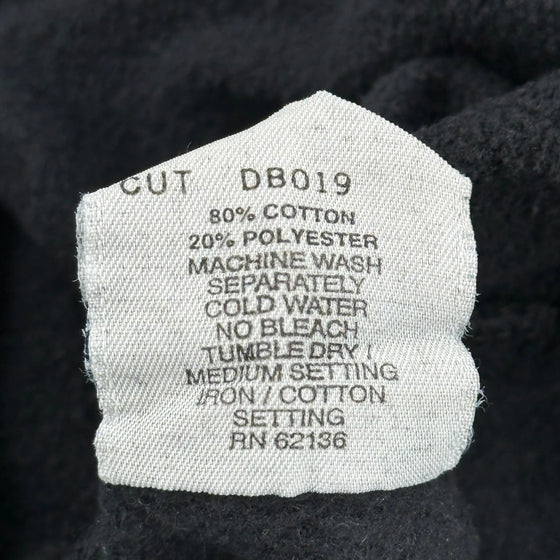 CUT DB019
80% COTTON
20% POLYESTER
MACHINE WASH
SEPARATELY
COLD WATER
NO BLEACH
TUMBLE DRY /
MEDIUM SETTING
IRON / COTTON
SETTING
RN 62136